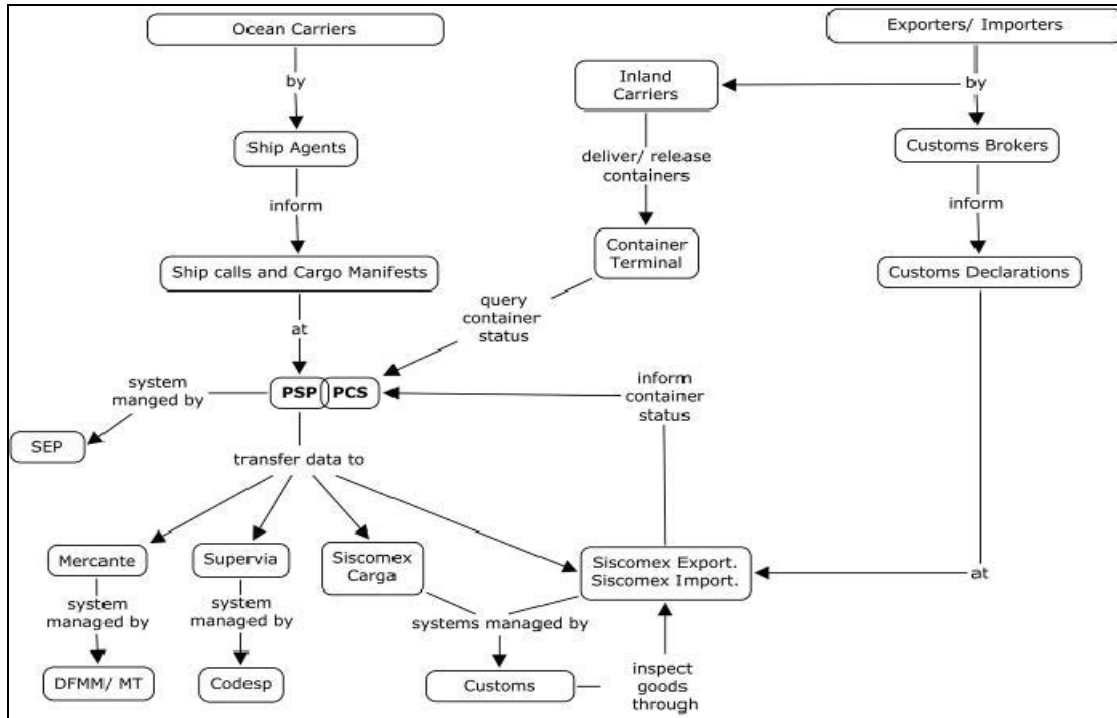 Ocean Carriers
Exporters/ Importers
by
Inland
Carriers
by
Ship Agents
deliver/ release
containers
Customs Brokers
inform
inform
Container
Terminal
Ship calls and Cargo Manifests
Customs Declarations
query
container
status
at
system
manged by
PSP
PCS
inform
container
status
SEP
transfer data to
Mercante
Supervia
Siscomex
Carga
Siscomex Export.
Siscomex Import.
at
system
managed by
system
managed by
systems managed by
DFMM/ MT
Codesp
Customs
inspect
goods
through